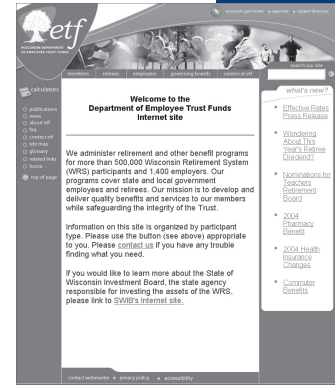 wisconsin.gov home • agencies • subject directory
etf
WISCONSIN DEPARTMENT
OF EMPLOYEE TRUST FUNDS
search our site
members retirees employers governing boards careers at etf
calculators
publications
news
about etf
faq
contact etf
site map
glossary
related links
home
top of page
Welcome to the
Department of Employee Trust Funds
Internet site
We administer retirement and other benefit programs
for more than 500,000 Wisconsin Retirement System
(WRS) participants and 1,400 employers. Our
programs cover state and local government
employees and retirees. Our mission is to develop and
deliver quality benefits and services to our members
while safeguarding the integrity of the Trust.
Information on this site is organized by participant
type. Please use the button (see above) appropriate
to you. Please contact us if you have any trouble
finding what you need.
If you would like to learn more about the State of
Wisconsin Investment Board, the state agency
responsible for investing the assets of the WRS,
please link to SWIB's Internet site.
what's new?
• Effective Rates
Press Release
• Wondering
About This
Year's Retiree
Dividend?
• Nominations for
Teachers
Retirement
Board
• 2004
Pharmacy
Benefit
• 2004 Health
Insurance
Changes
• Commuter
Benefits
contact webmaster • privacy policy • accessibility